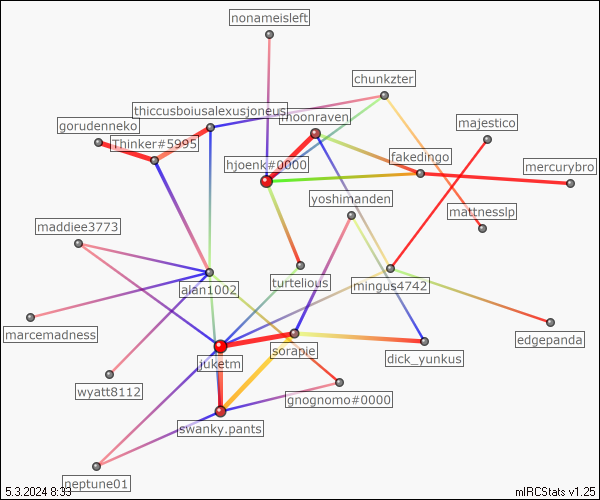 nonameisleft
chunkzter
thiccusboiusalexusjoneus
moonraven
majestico
gorudenneko
Thinker#5995
hjoenk#0000
fakedingo
mercurybro
yoshimanden
mattnesslp
maddiee3773
alan1002
turtelious
mingus4742
marcemadness
edgepanda
juketm
sorapie
dick_yunkus
wyatt8112
gnognomo#0000
swanky.pants
neptune01
5.3.2024 8:33
mIRCStats v1.25